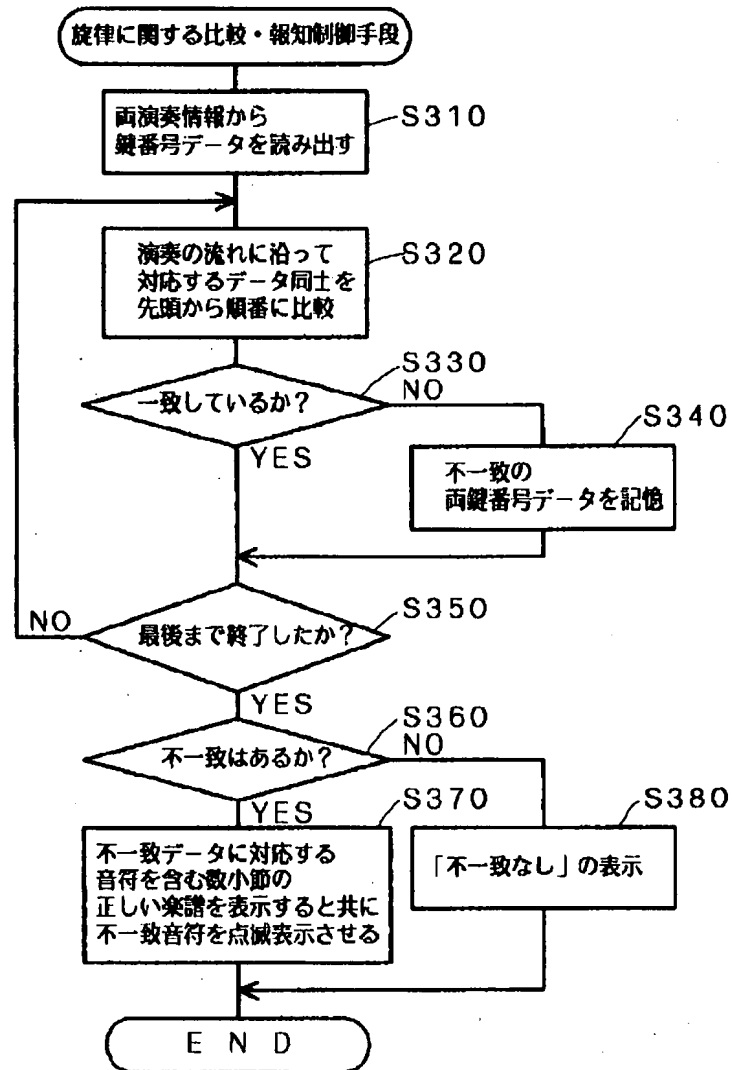 旋律に関する比較・報知制御手段
両演奏情報から
鍵番号データを読み出す
S310
演奏の流れに沿って
対応するデータ同士を
先頭から順番に比較
S320
一致しているか？
S330
NO
YES
不一致の
両鍵番号データを記憶
S340
最後まで終了したか？
S350
NO
YES
不一致はあるか？
S360
NO
YES
不一致データに対応する
音符を含む数小節の
正しい楽譜を表示すると共に
不一致音符を点滅表示させる
S370
「不一致なし」の表示
S380
END